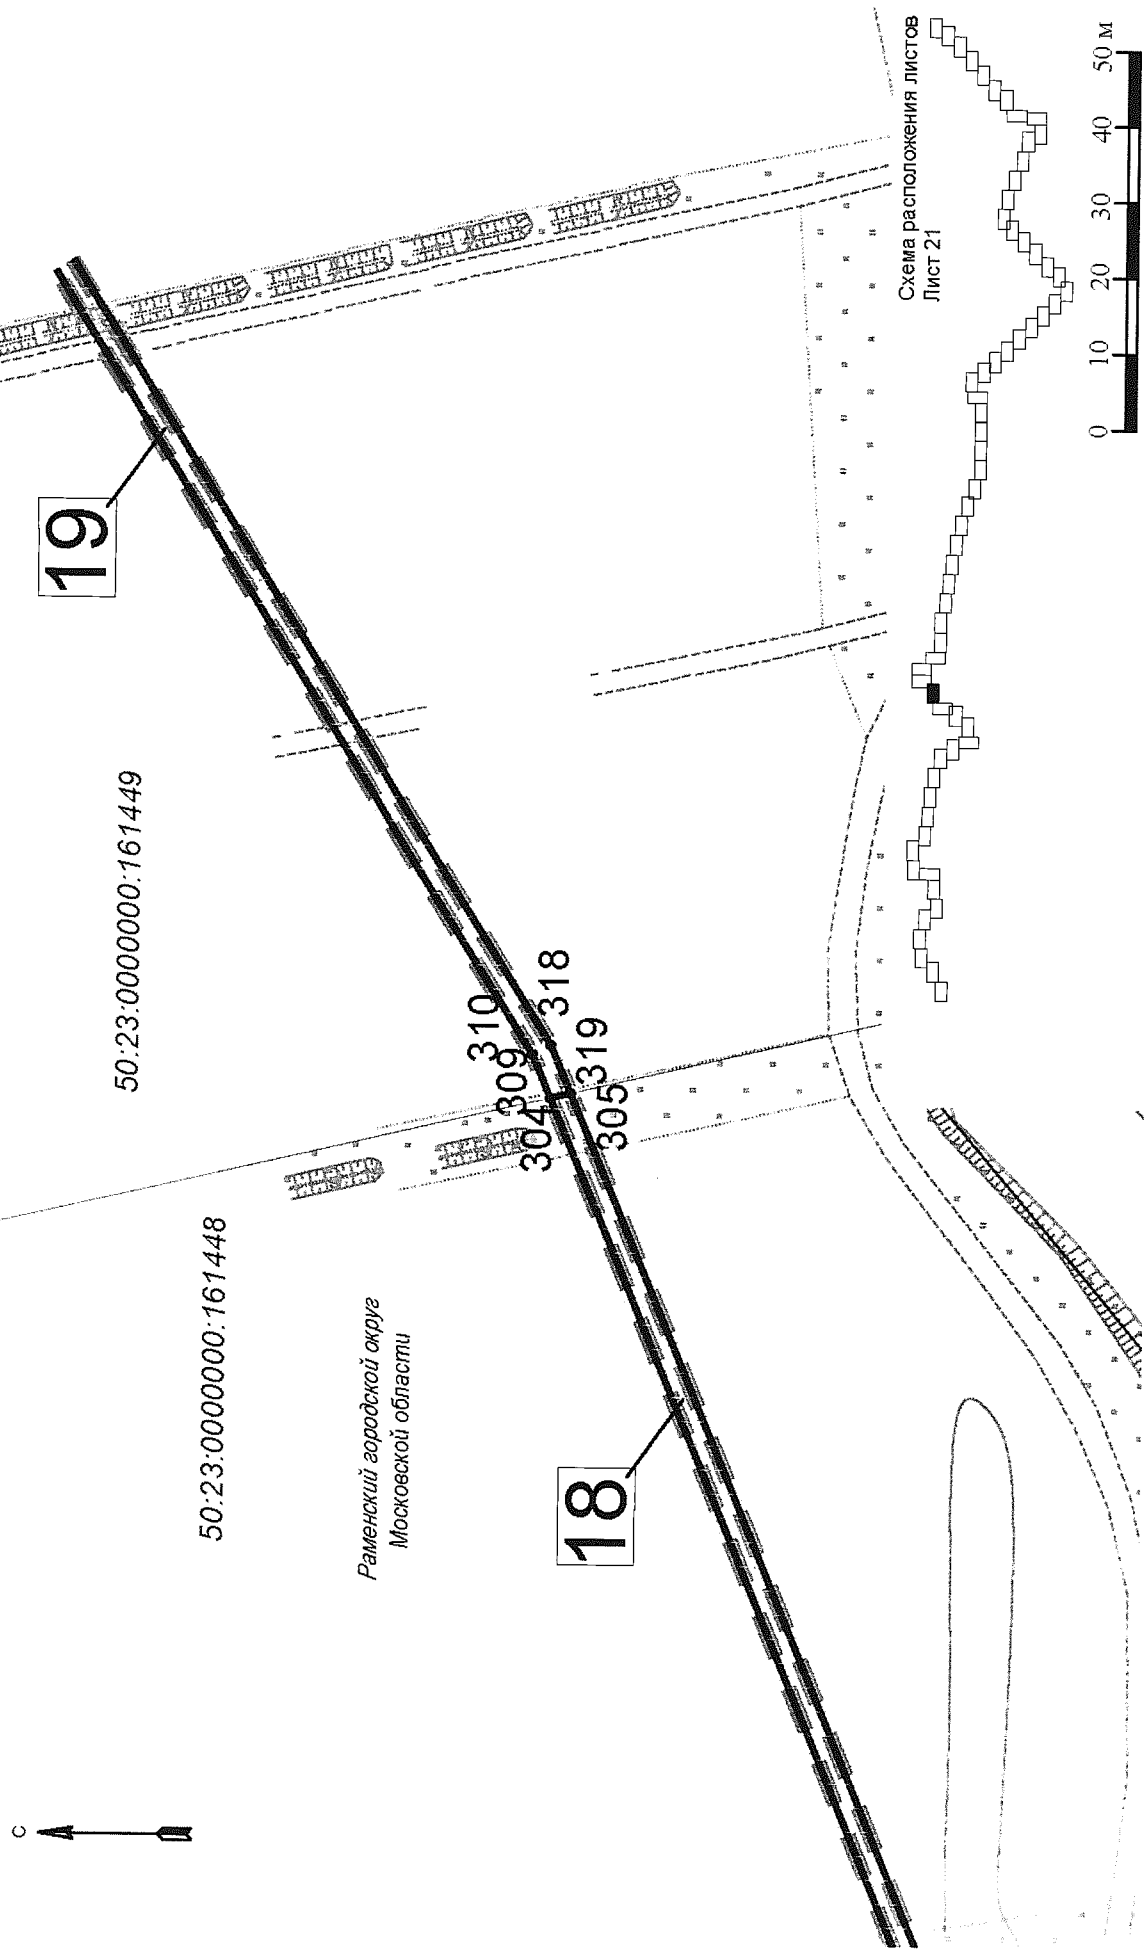 С
50:23:0000000:161448
Раменский городской округ
Московской области
18
50:23:0000000:161449
304
309
310
305
319
318
19
Схема расположения листов
Лист 21
0 10 20 30 40 50 м